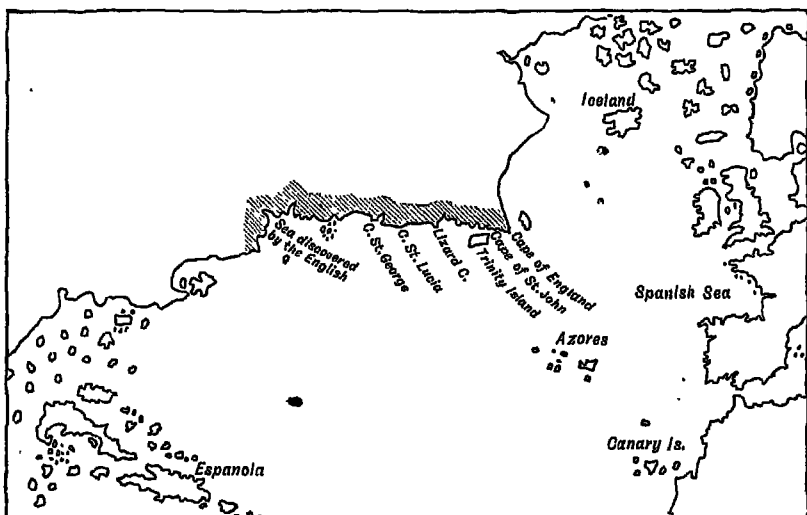 Iceland
Sea discovered
by the English
C. St. George
C. St. Lucia
Lizard C.
Trinity Island
Cape of St. John
Cape of England
Spanish Sea
Azores
Canary Is.
Espanola